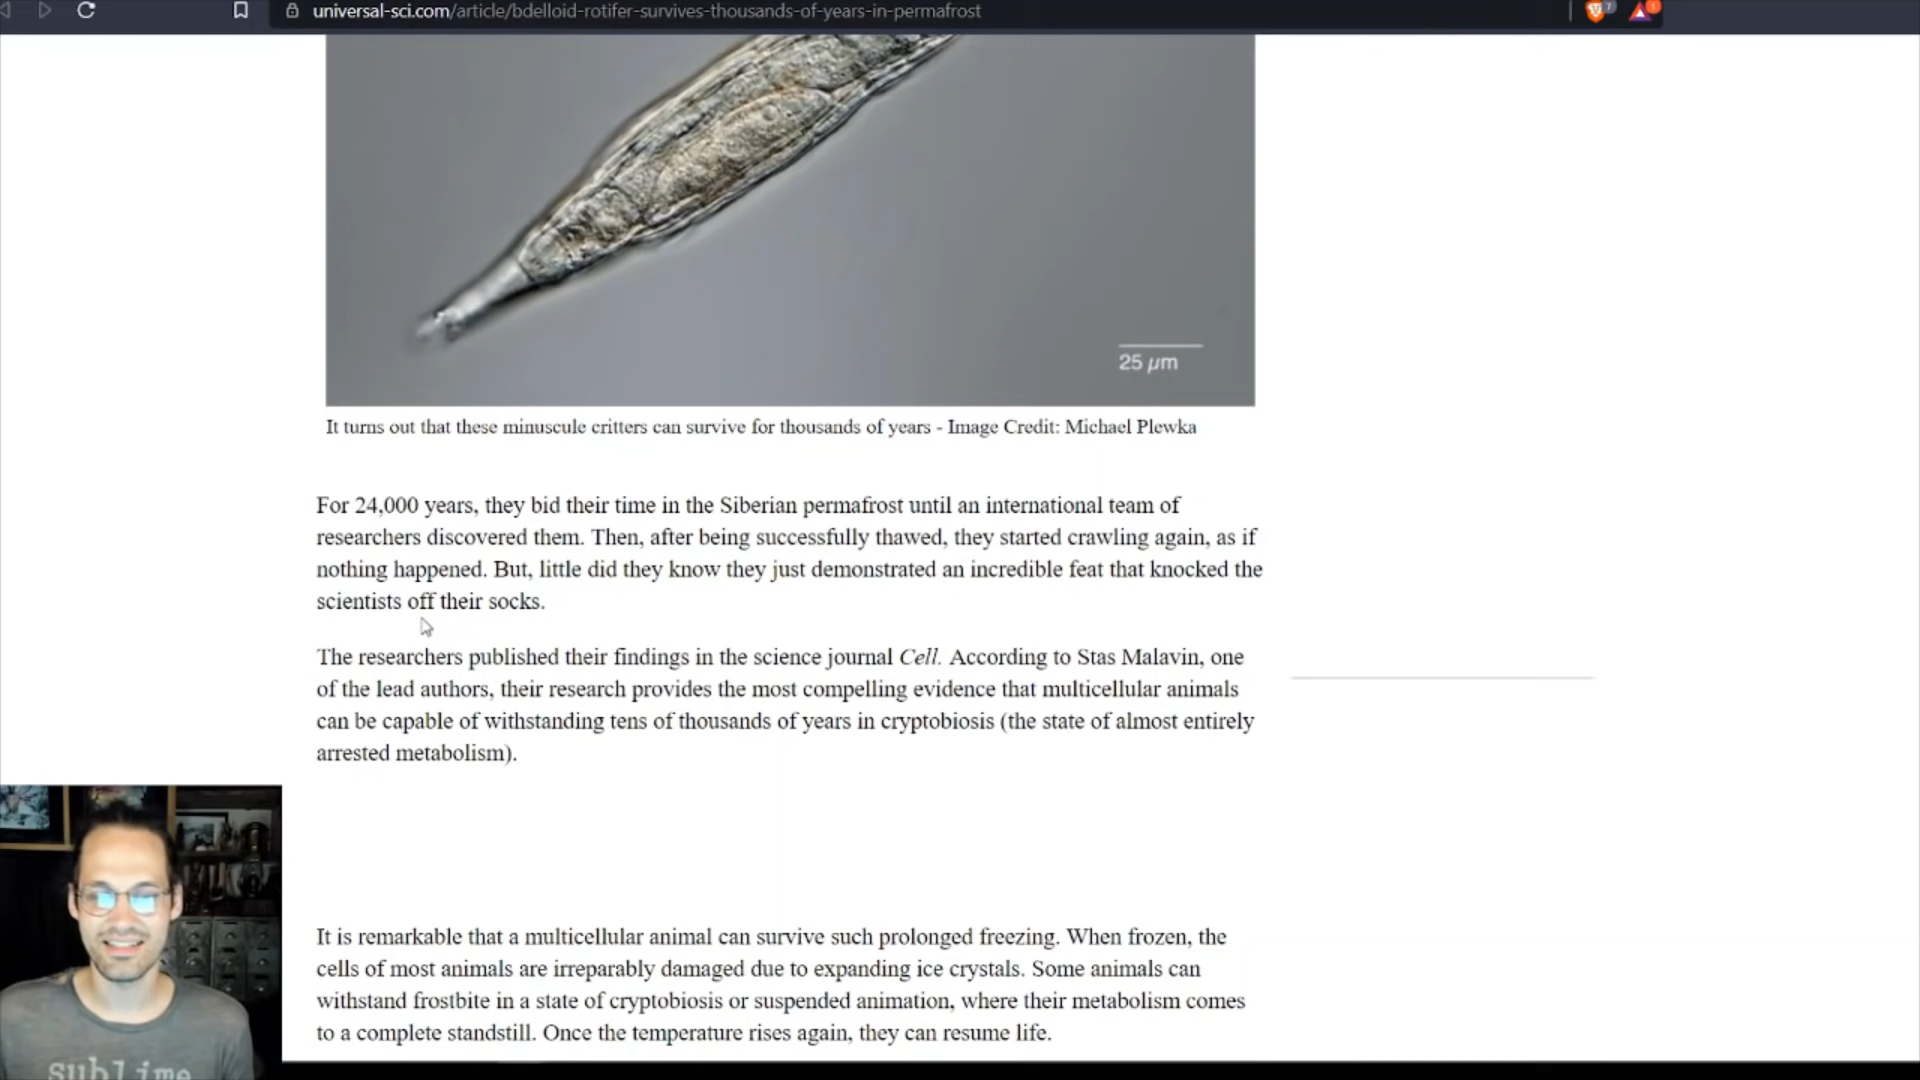 universal-sci.com/article/bdelloid-rotifer-survives-thousands-of-years-in-permafrost
7
1
25 µm
It turns out that these minuscule critters can survive for thousands of years - Image Credit: Michael Plewka
For 24,000 years, they bid their time in the Siberian permafrost until an international team of
researchers discovered them. Then, after being successfully thawed, they started crawling again, as if
nothing happened. But, little did they know they just demonstrated an incredible feat that knocked the
scientists off their socks.
The researchers published their findings in the science journal Cell. According to Stas Malavin, one
of the lead authors, their research provides the most compelling evidence that multicellular animals
can be capable of withstanding tens of thousands of years in cryptobiosis (the state of almost entirely
arrested metabolism).
It is remarkable that a multicellular animal can survive such prolonged freezing. When frozen, the
cells of most animals are irreparably damaged due to expanding ice crystals. Some animals can
withstand frostbite in a state of cryptobiosis or suspended animation, where their metabolism comes
to a complete standstill. Once the temperature rises again, they can resume life.
sublime